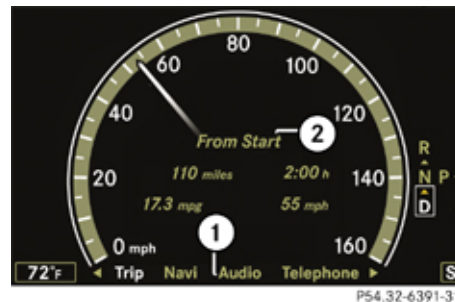 80
60 100
40 120
From Start 2
R
110 miles 2:00 h
20 140 N P
17.3 mpg 55 mph D
1
0 mph 160
72°F Trip Navi Audio Telephone S
P54.32-6391-3